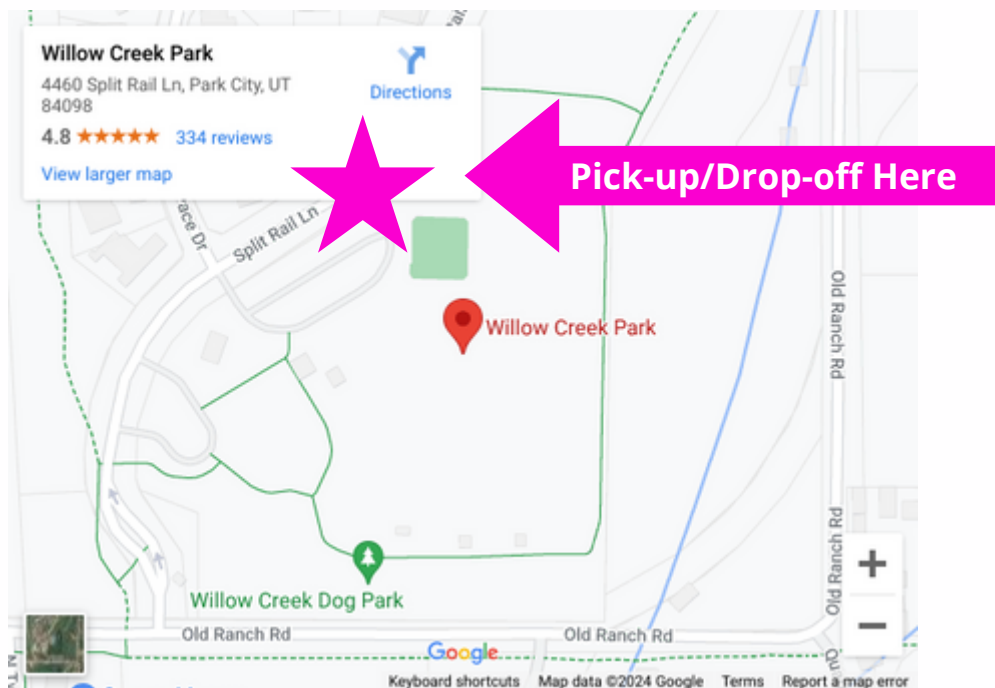 Willow Creek Park
4460 Split Rail Ln, Park City, UT
84098
Directions
4.8
334 reviews
View larger map
Pick-up/Drop-off Here
Split Rail Ln
ace Dr
Old Ranch Rd
Willow Creek Park
Old Ranch Rd
Willow Creek Dog Park
Old Ranch Rd
Old Ranch Rd
Google
Keyboard shortcuts
Map data ©2024 Google
Terms
Report a map error